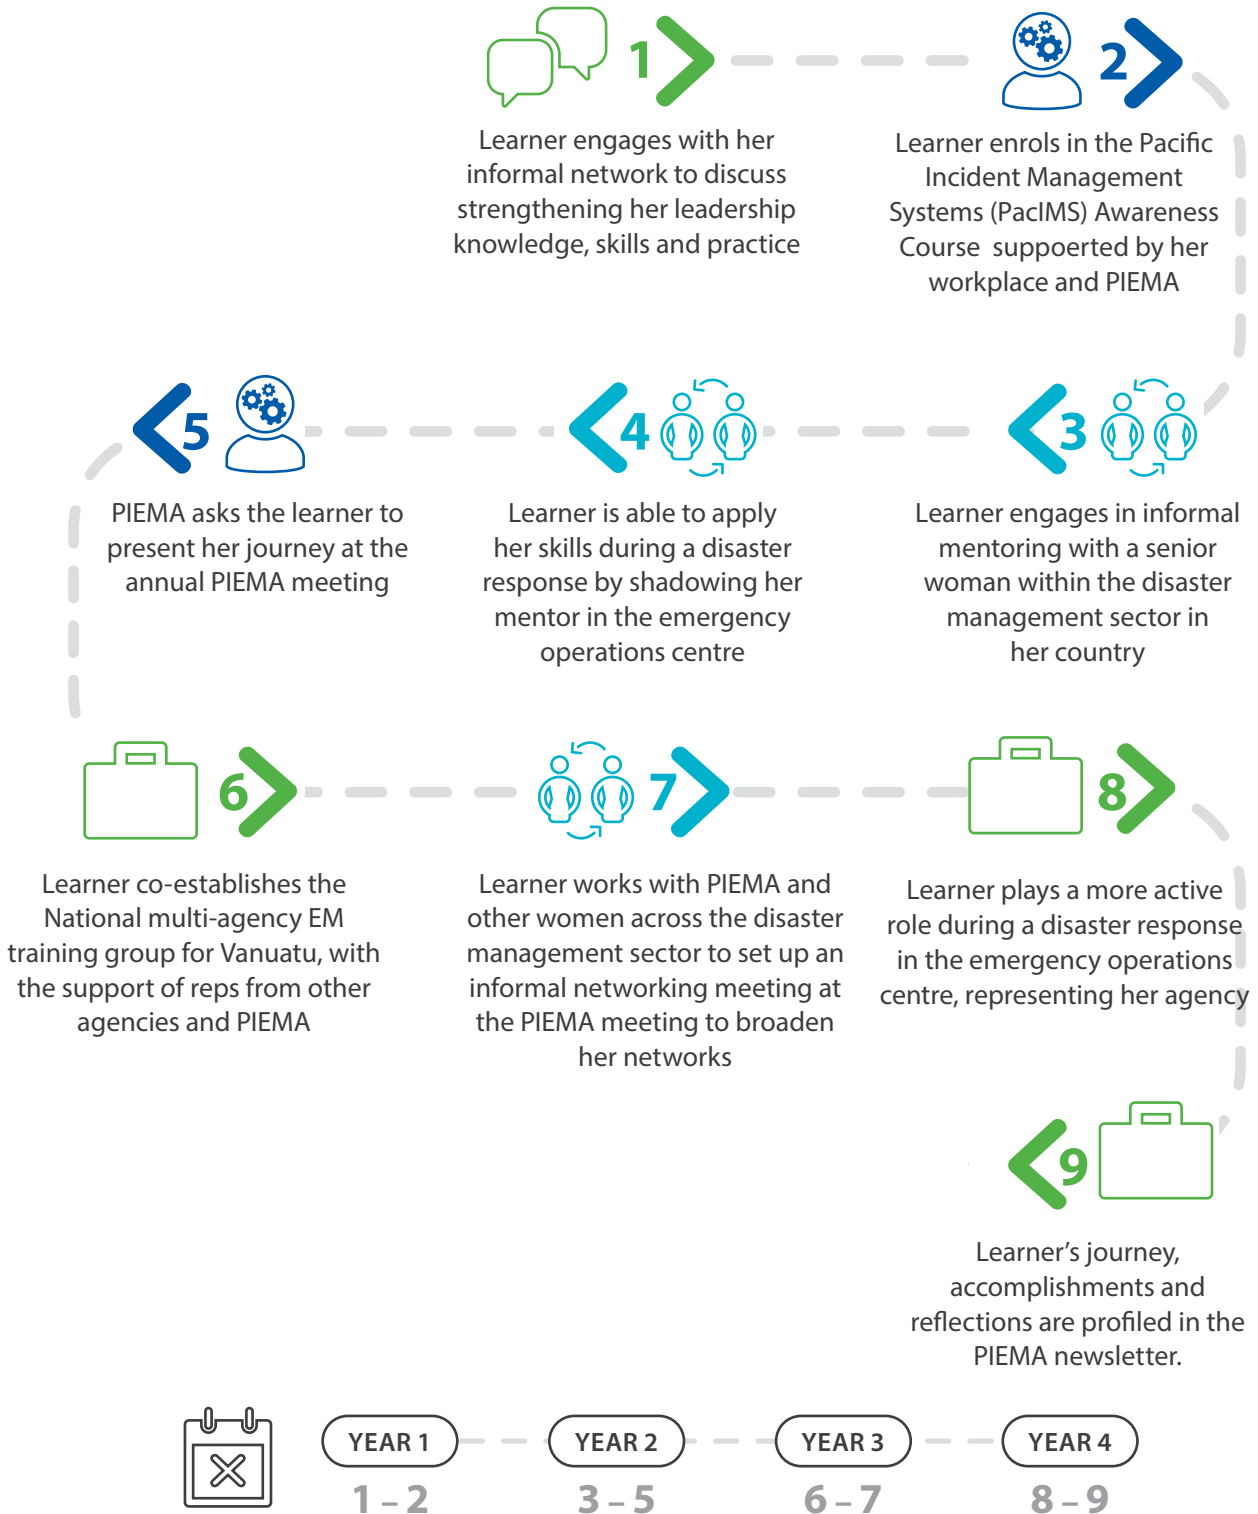 1
Learner engages with her
informal network to discuss
strengthening her leadership
knowledge, skills and practice
2
Learner enrols in the Pacific
Incident Management
Systems (PacIMS) Awareness
Course suppoerted by her
workplace and PIEMA
3
Learner engages in informal
mentoring with a senior
woman within the disaster
management sector in
her country
4
Learner is able to apply
her skills during a disaster
response by shadowing her
mentor in the emergency
operations centre
5
PIEMA asks the learner to
present her journey at the
annual PIEMA meeting
6
Learner co-establishes the
National multi-agency EM
training group for Vanuatu, with
the support of reps from other
agencies and PIEMA
7
Learner works with PIEMA and
other women across the disaster
management sector to set up an
informal networking meeting at
the PIEMA meeting to broaden
her networks
8
Learner plays a more active
role during a disaster response
in the emergency operations
centre, representing her agency
9
Learner’s journey,
accomplishments and
reflections are profiled in the
PIEMA newsletter.
YEAR 1
1 – 2
YEAR 2
3 – 5
YEAR 3
6 – 7
YEAR 4
8 – 9